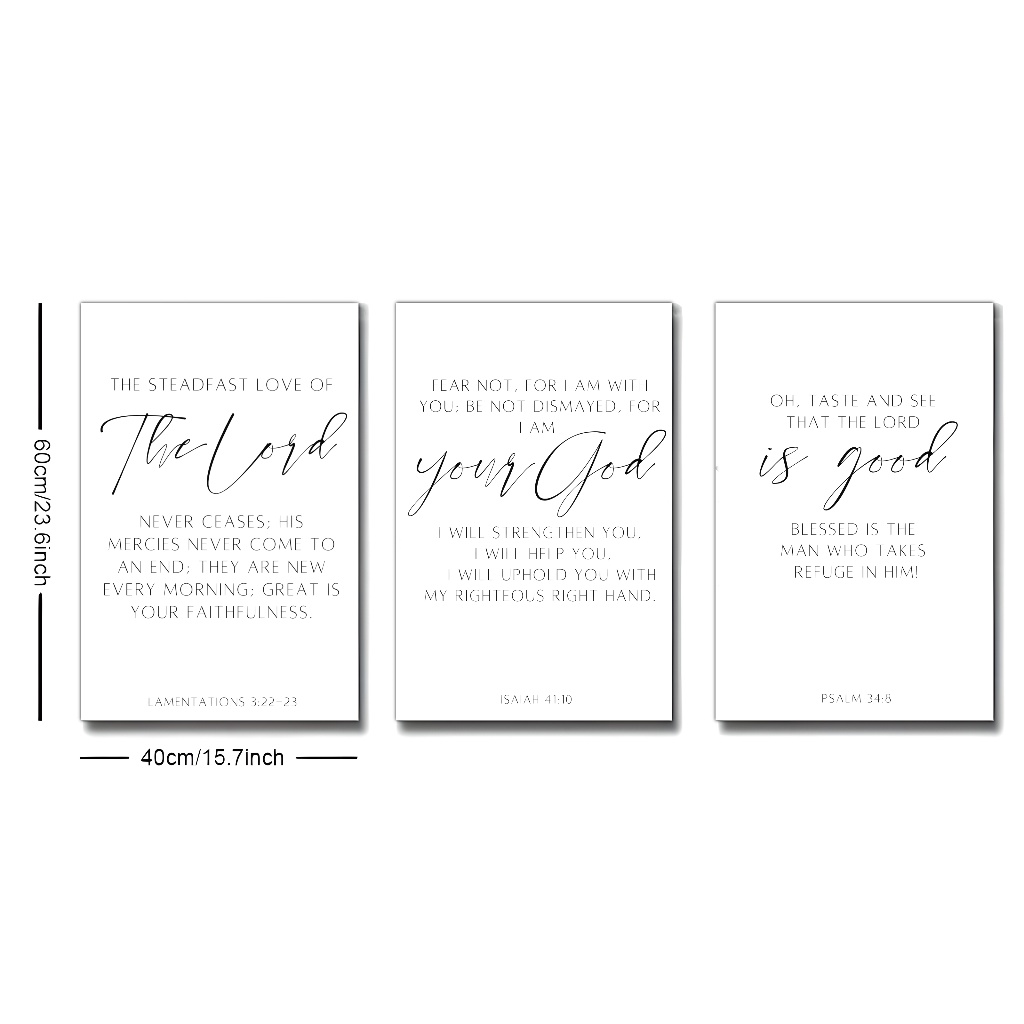 60cm/23.6inch
THE STEADFAST LOVE OF
The Lord
NEVER CEASES; HIS
MERCIES NEVER COME TO
AN END; THEY ARE NEW
EVERY MORNING; GREAT IS
YOUR FAITHFULNESS.
LAMENTATIONS 3:22-23
40cm/15.7inch
FEAR NOT, FOR I AM WITH
YOU; BE NOT DISMAYED, FOR
I AM
your God
I WILL STRENGTHEN YOU,
I WILL HELP YOU,
I WILL UPHOLD YOU WITH
MY RIGHTEOUS RIGHT HAND.
ISAIAH 41:10
OH, TASTE AND SEE
THAT THE LORD
is good
BLESSED IS THE
MAN WHO TAKES
REFUGE IN HIM!
PSALM 34:8